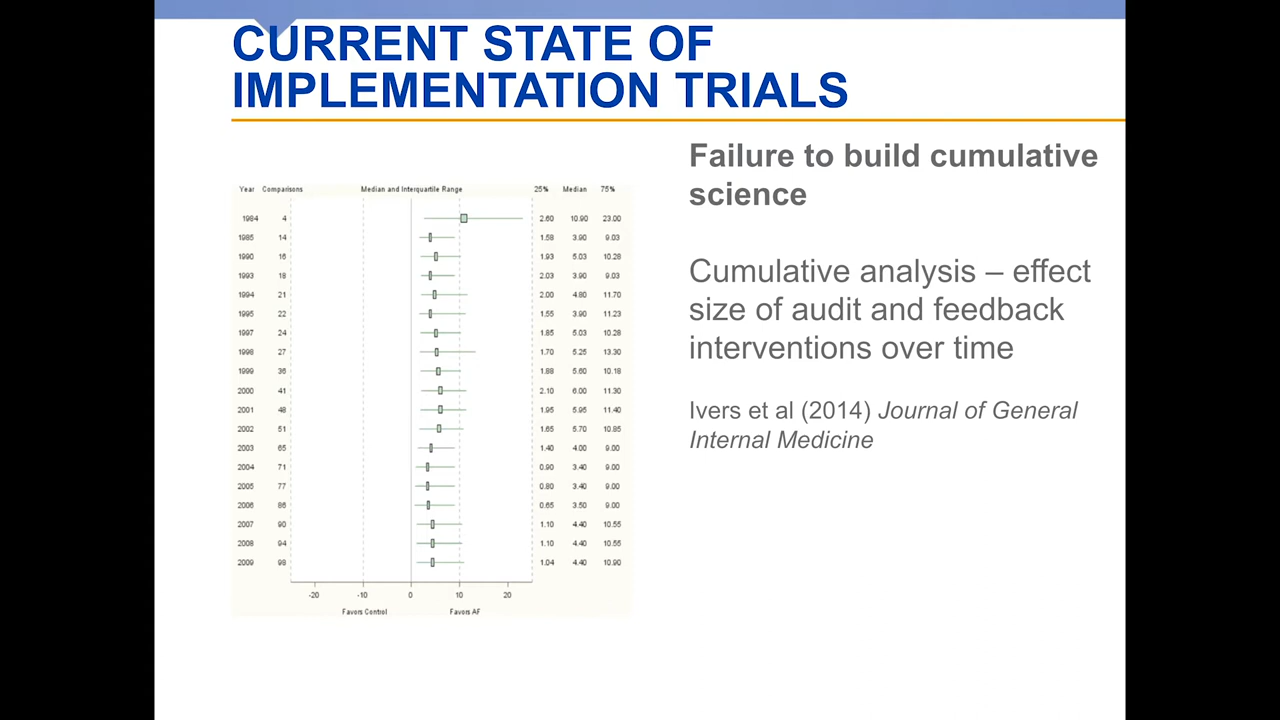 CURRENT STATE OF
IMPLEMENTATION TRIALS
Failure to build cumulative
science
Cumulative analysis – effect
size of audit and feedback
interventions over time
Ivers et al (2014) Journal of General
Internal Medicine
Year Comparisons Median and Interquartile Range 25% Median 75%
1984 4 2.60 10.90 23.00
1985 14 1.58 3.90 9.03
1990 16 1.93 5.03 10.28
1993 18 2.03 3.90 9.03
1994 21 2.00 4.80 11.70
1995 22 1.55 3.90 11.23
1997 24 1.85 5.03 10.28
1998 27 1.70 5.25 13.30
1999 36 1.88 5.60 10.18
2000 41 2.10 6.00 11.30
2001 48 1.95 5.95 11.40
2002 51 1.65 5.70 10.85
2003 65 1.40 4.00 9.00
2004 71 0.90 3.40 9.00
2005 77 0.80 3.40 9.00
2006 86 0.65 3.50 9.00
2007 90 1.10 4.40 10.55
2008 94 1.10 4.40 10.55
2009 98 1.04 4.40 10.90
-20 -10 0 10 20
Favors Control Favors AF